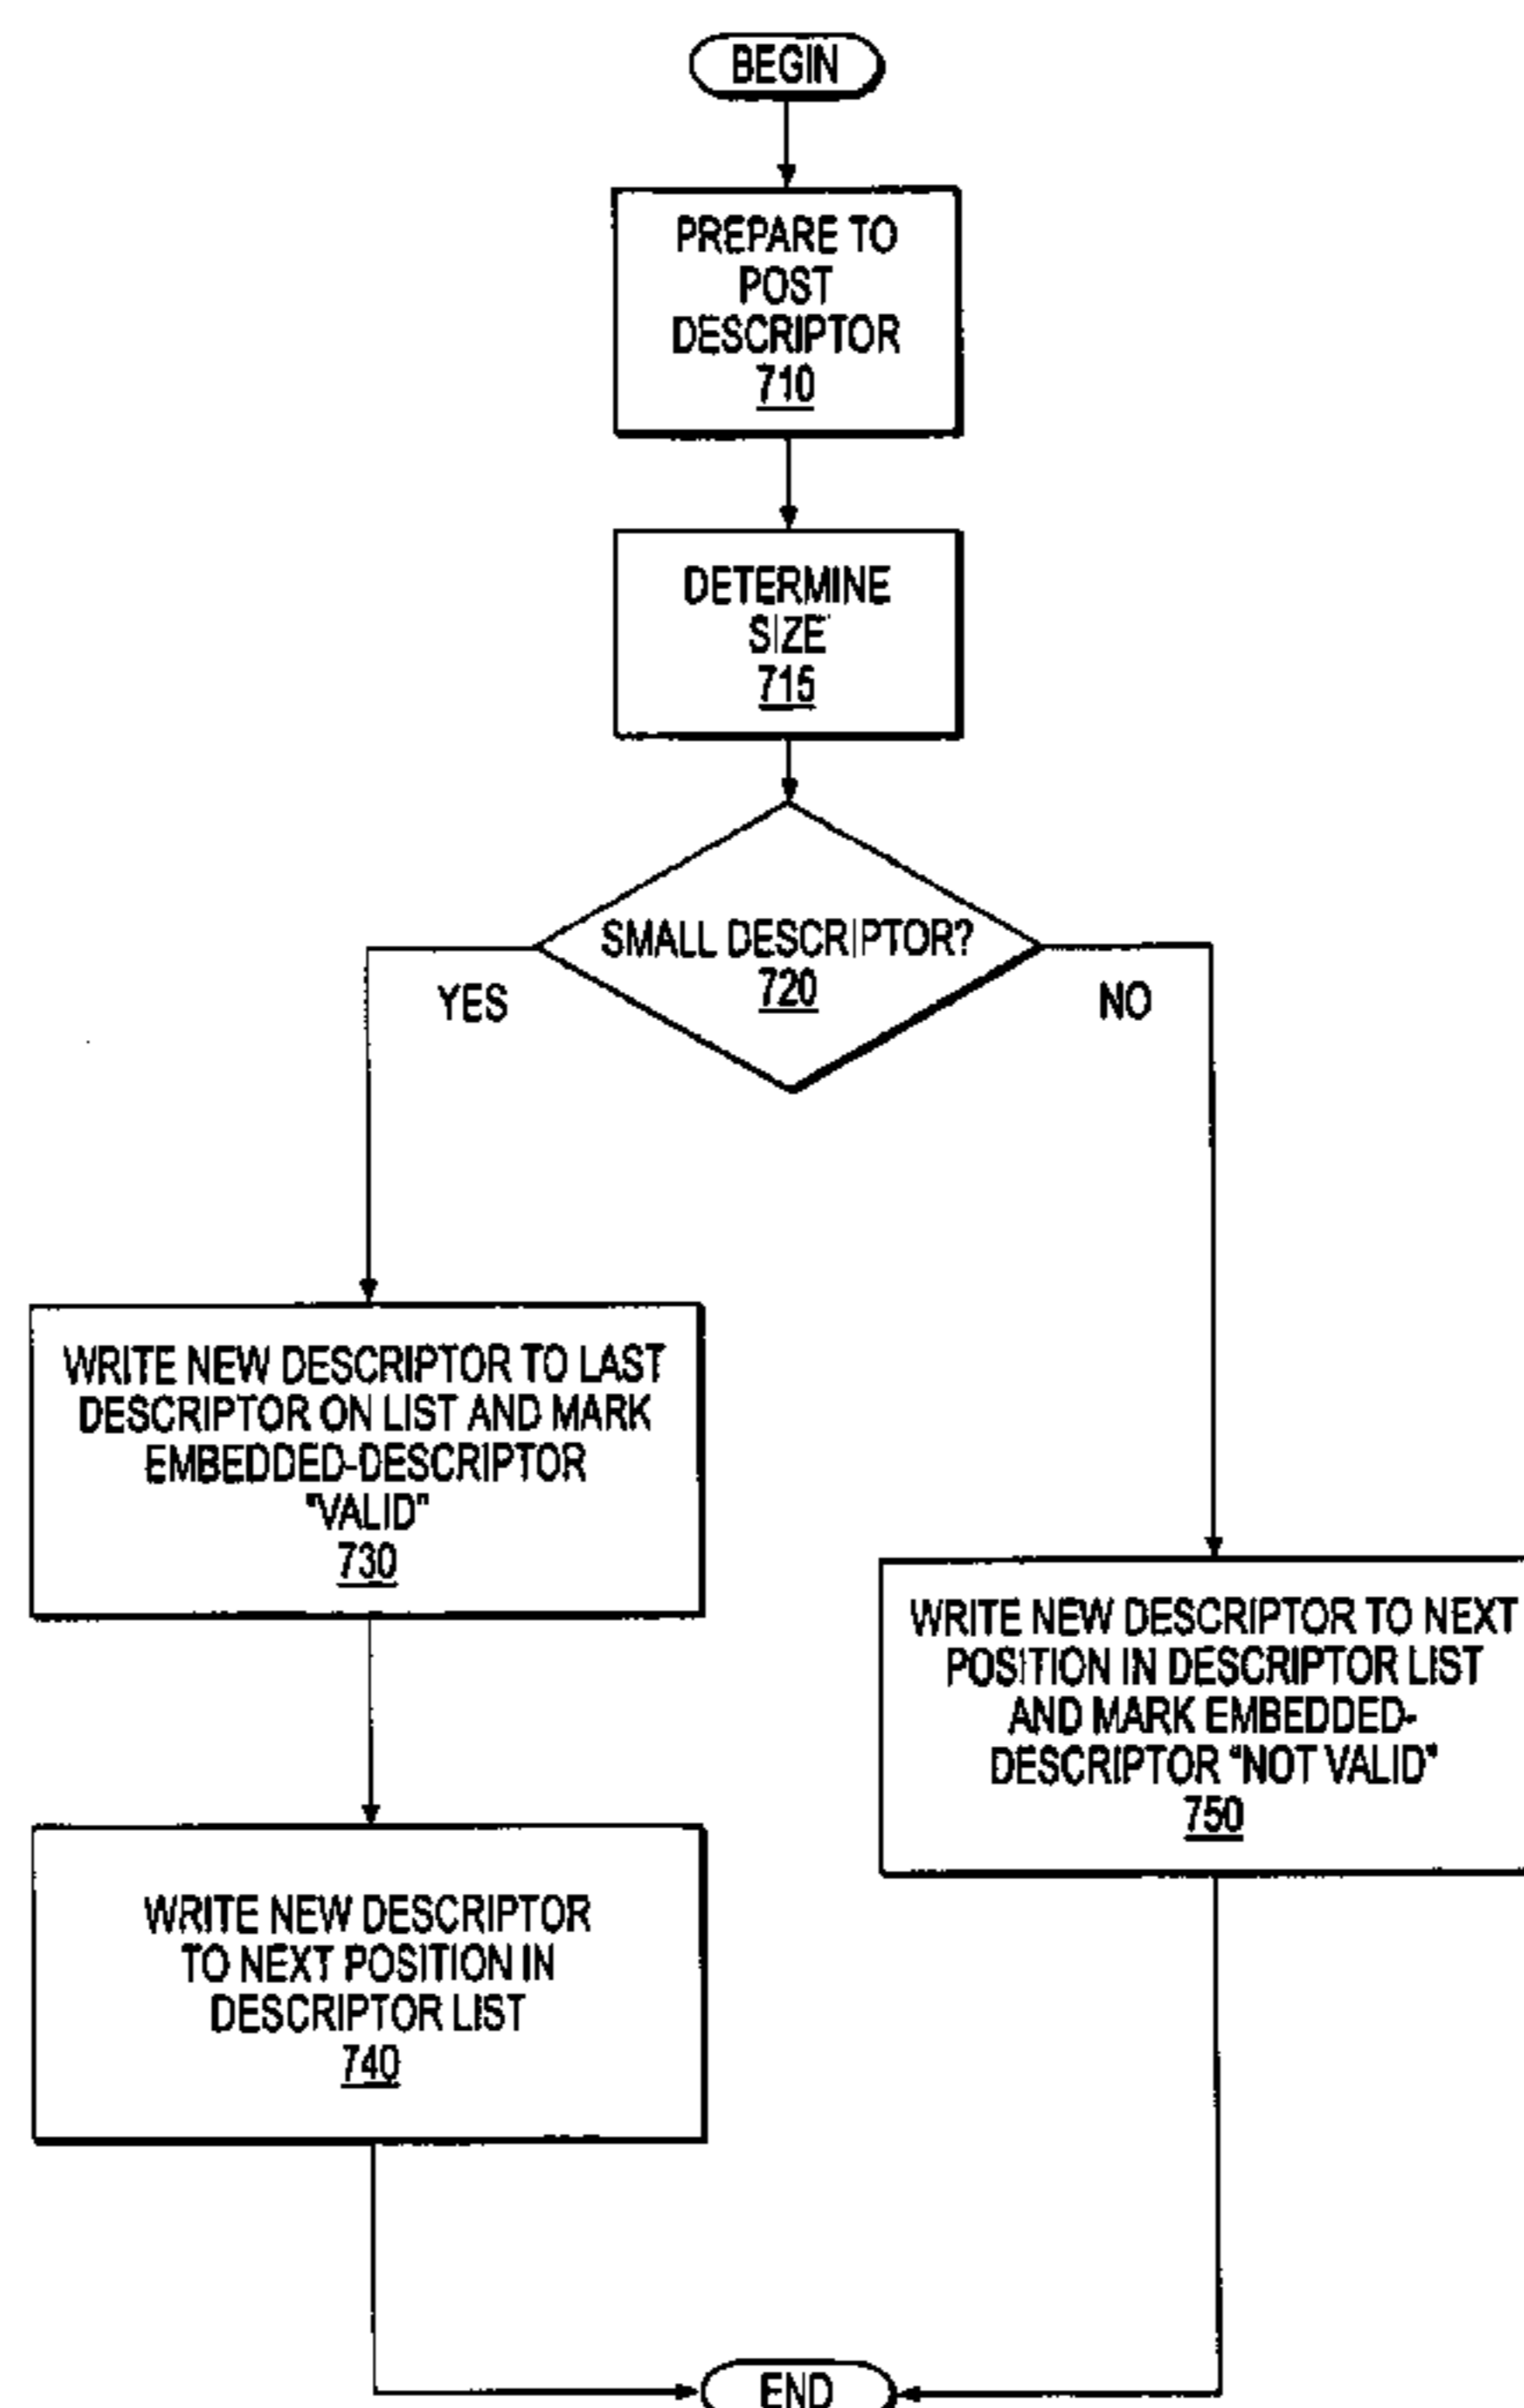 BEGIN
PREPARE TO
POST
DESCRIPTOR
710
DETERMINE
SIZE
715
SMALL DESCRIPTOR?
720
YES
NO
WRITE NEW DESCRIPTOR TO LAST
DESCRIPTOR ON LIST AND MARK
EMBEDDED-DESCRIPTOR
"VALID"
730
WRITE NEW DESCRIPTOR TO NEXT
POSITION IN DESCRIPTOR LIST
AND MARK EMBEDDED-
DESCRIPTOR "NOT VALID"
750
WRITE NEW DESCRIPTOR
TO NEXT POSITION IN
DESCRIPTOR LIST
740
END